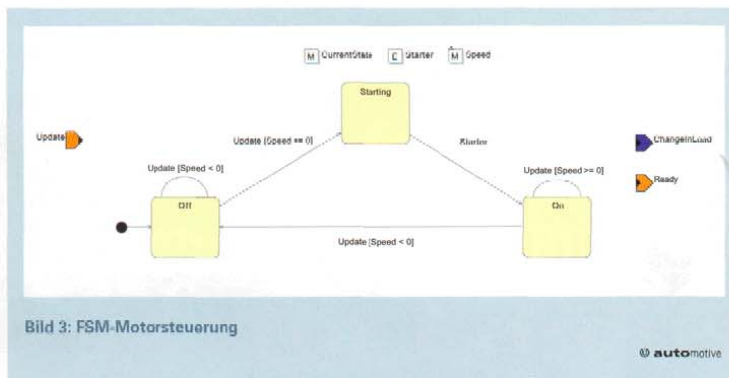 M CurrentState C Starter M Speed
Starting
Update
Update [Speed == 0]
Starter
ChangeInLoad
Update [Speed < 0]
Update [Speed >= 0]
Ready
Off
On
Update [Speed < 0]
Bild 3: FSM-Motorsteuerung
automotive